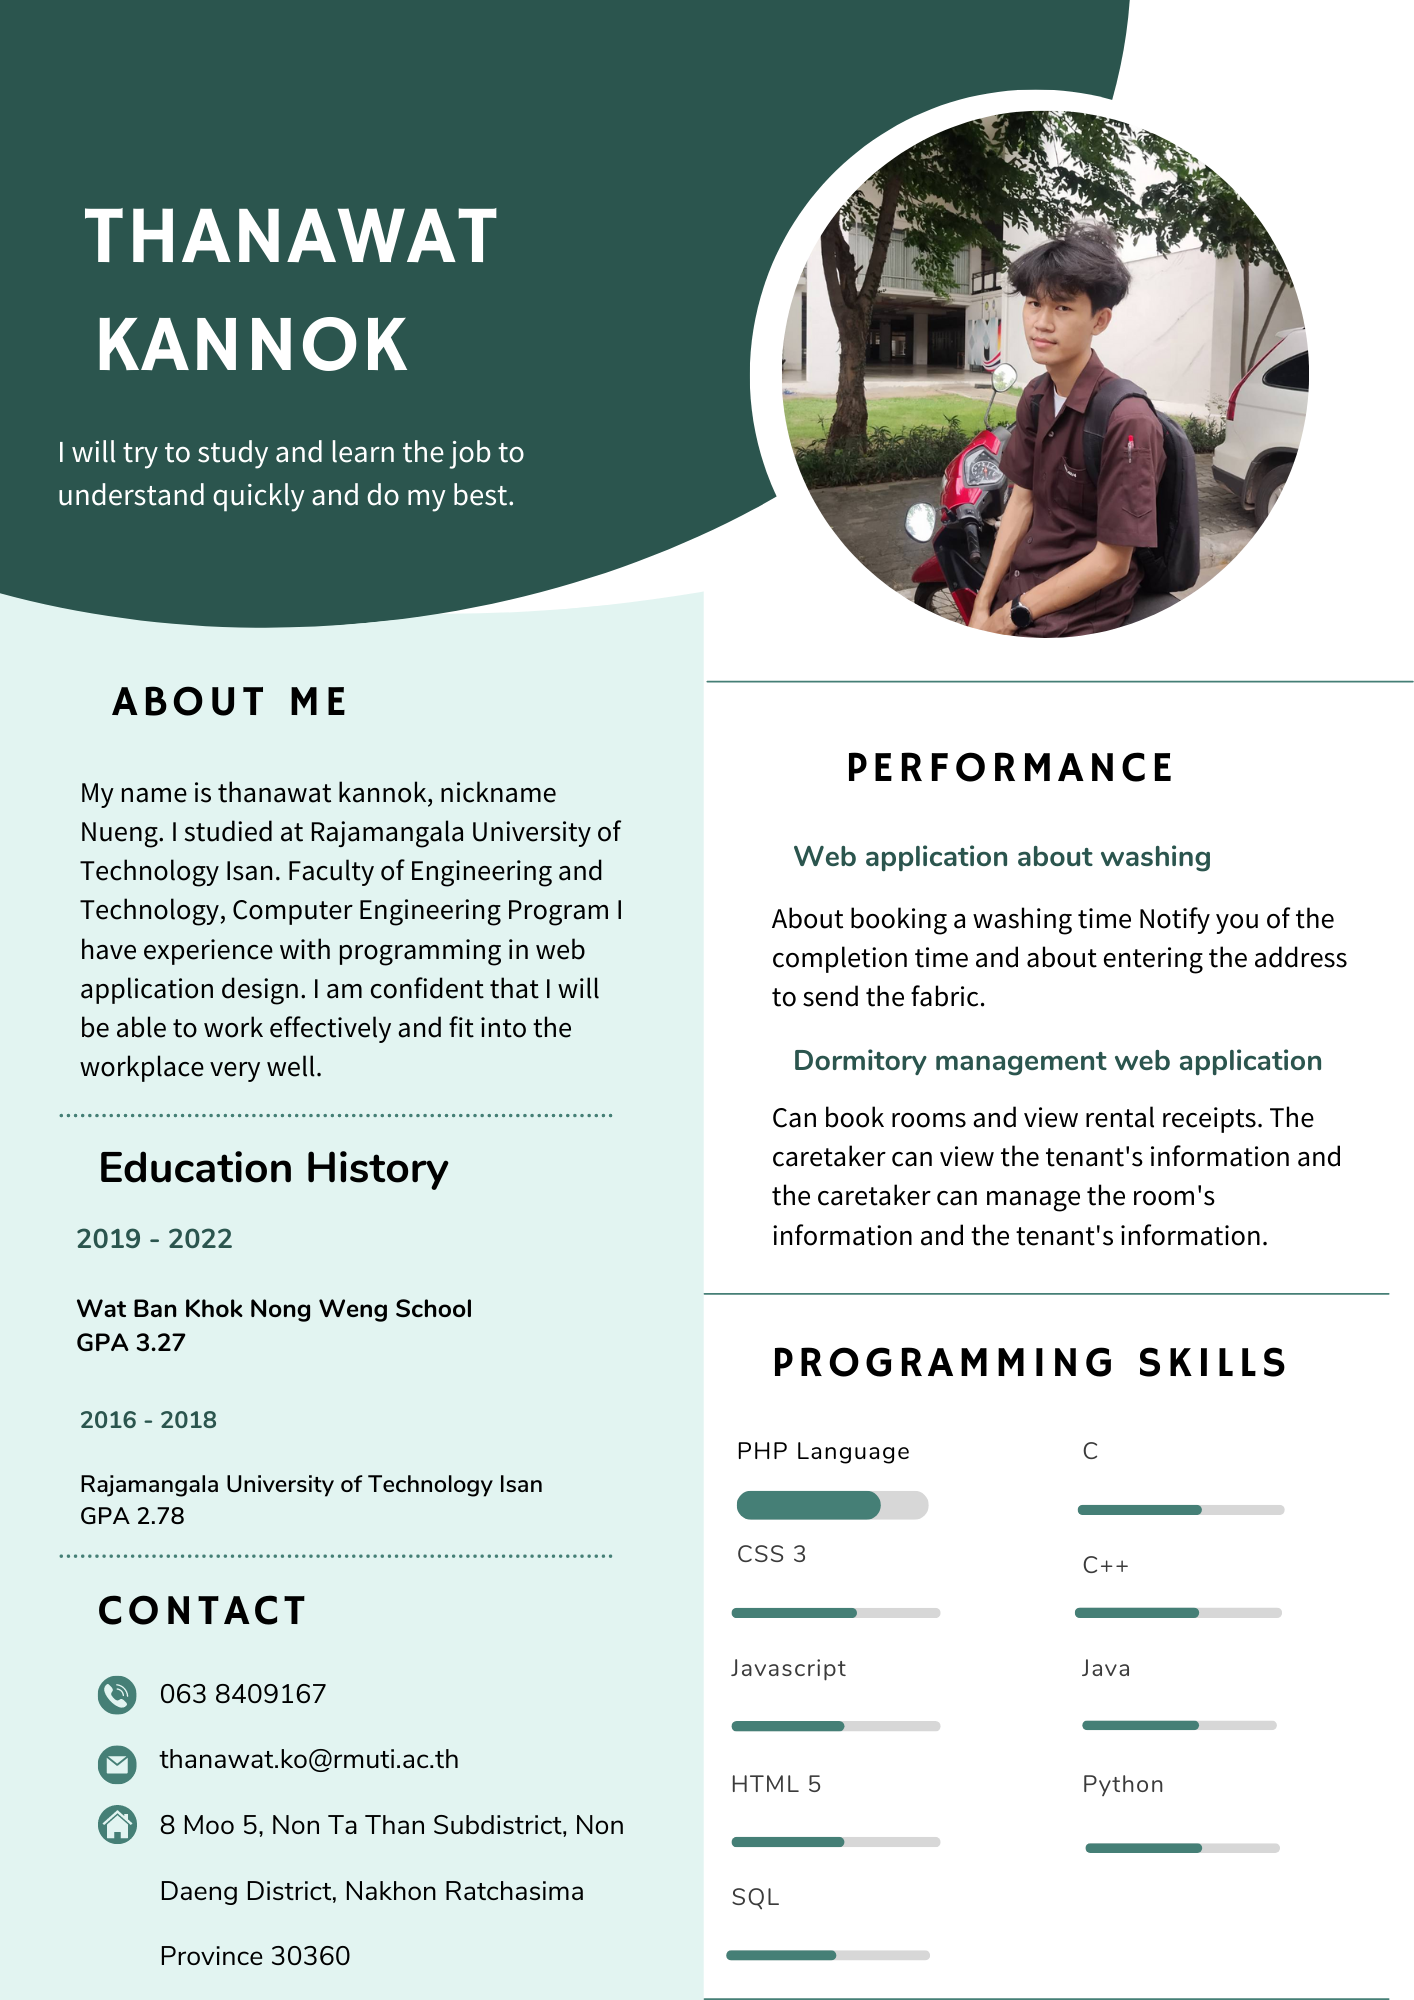 THANAWAT
KANNOK
I will try to study and learn the job to
understand quickly and do my best.
ABOUT ME
My name is thanawat kannok, nickname
Nueng. I studied at Rajamangala University of
Technology Isan. Faculty of Engineering and
Technology, Computer Engineering Program I
have experience with programming in web
application design. I am confident that I will
be able to work effectively and fit into the
workplace very well.
Education History
2019 - 2022
Wat Ban Khok Nong Weng School
GPA 3.27
2016 - 2018
Rajamangala University of Technology Isan
GPA 2.78
CONTACT
063 8409167
thanawat.ko@rmuti.ac.th
8 Moo 5, Non Ta Than Subdistrict, Non
Daeng District, Nakhon Ratchasima
Province 30360
PERFORMANCE
Web application about washing
About booking a washing time Notify you of the
completion time and about entering the address
to send the fabric.
Dormitory management web application
Can book rooms and view rental receipts. The
caretaker can view the tenant's information and
the caretaker can manage the room's
information and the tenant's information.
PROGRAMMING SKILLS
PHP Language
CSS 3
Javascript
HTML 5
SQL
C
C++
Java
Python